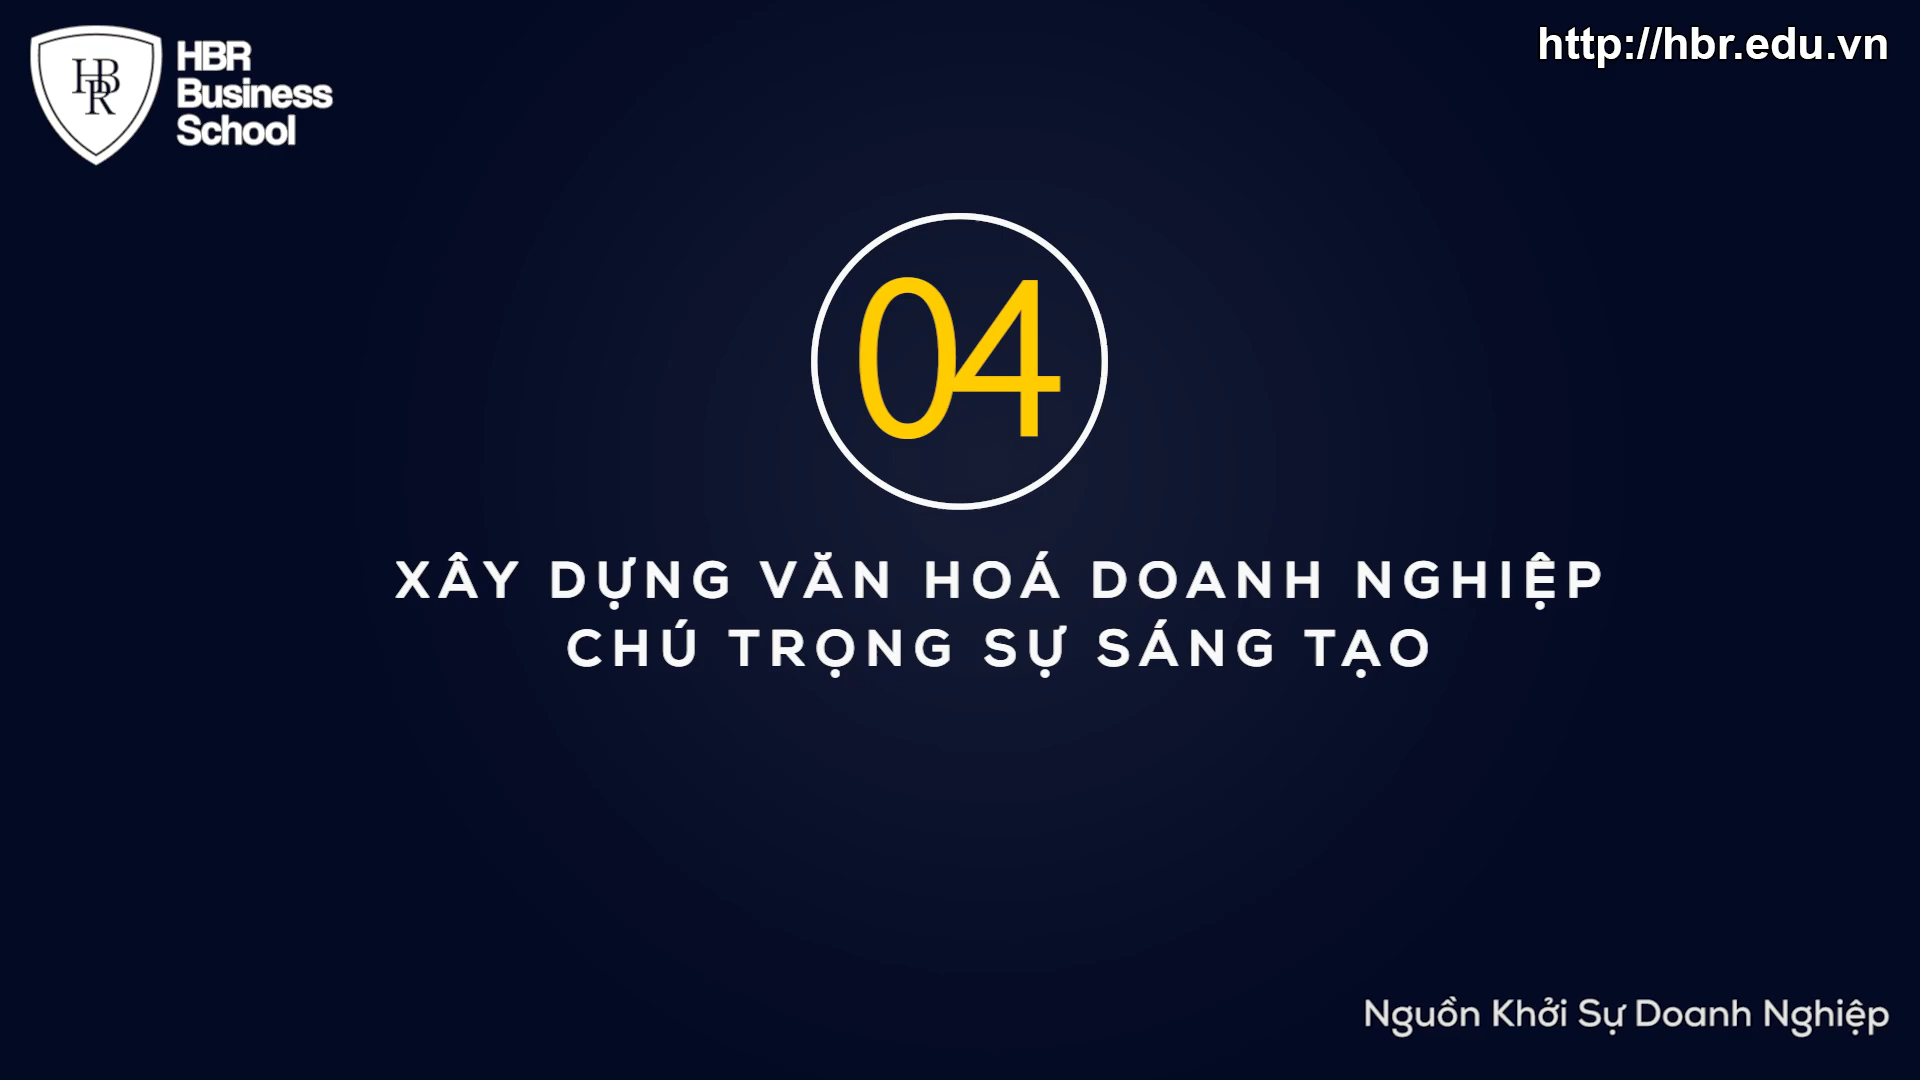 HBR
HBR
Business
School
http://hbr.edu.vn
04
XÂY DỰNG VĂN HOÁ DOANH NGHIỆP
CHÚ TRỌNG SỰ SÁNG TẠO
Nguồn Khởi Sự Doanh Nghiệp